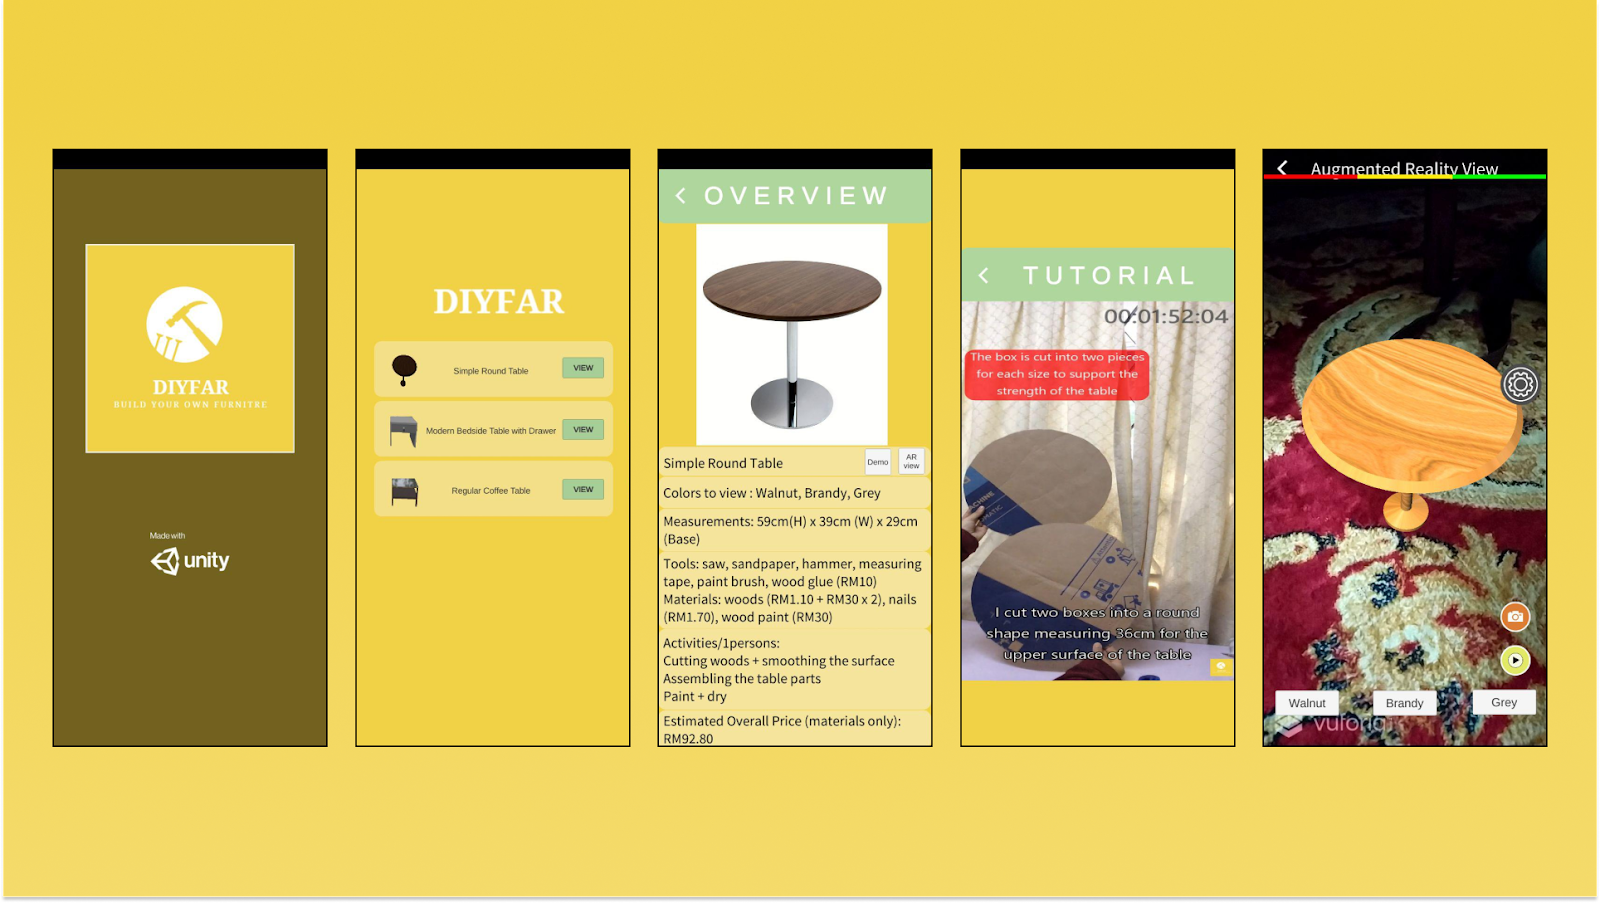 DIYFAR
BUILD YOUR OWN FURNITRE
Made with
unity
DIYFAR
Simple Round Table
VIEW
Modern Bedside Table with Drawer
VIEW
Regular Coffee Table
VIEW
OVERVIEW
Simple Round Table
Demo
AR
view
Colors to view : Walnut, Brandy, Grey
Measurements: 59cm(H) x 39cm (W) x 29cm
(Base)
Tools: saw, sandpaper, hammer, measuring
tape, paint brush, wood glue (RM10)
Materials: woods (RM1.10 + RM30 x 2), nails
(RM1.70), wood paint (RM30)
Activities/1persons:
Cutting woods + smoothing the surface
Assembling the table parts
Paint + dry
Estimated Overall Price (materials only):
RM92.80
TUTORIAL
00:01:52:04
The box is cut into two pieces
for each size to support the
strength of the table
I cut two boxes into a round
shape measuring 36cm for the
upper surface of the table
Augmented Reality View
Walnut
Brandy
Grey
vuforia